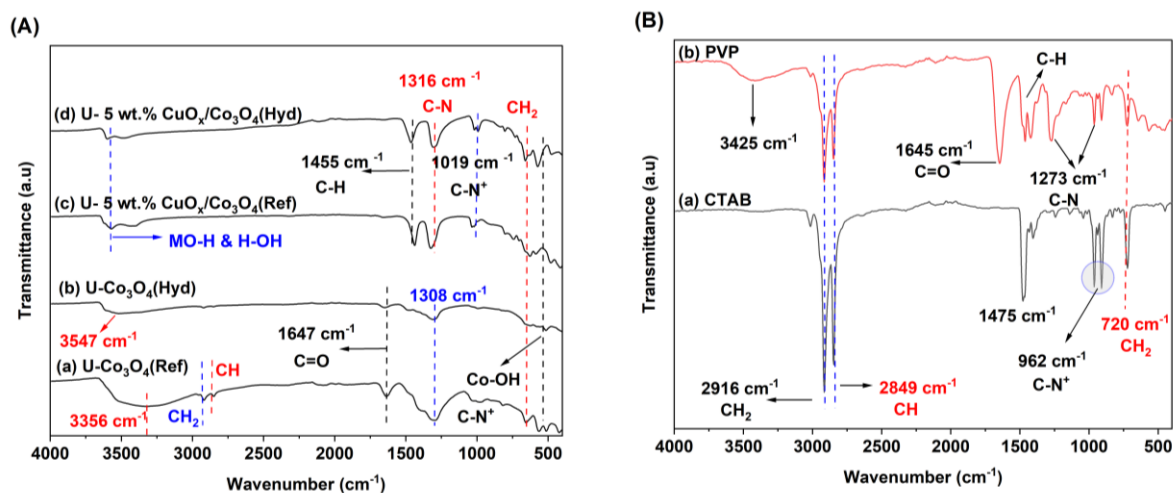 (A)
Transmittance (a.u)
1316 cm⁻¹
C-N
CH₂
(d) U- 5 wt.% CuOₓ/Co₃O₄(Hyd)
1455 cm⁻¹
C-H
1019 cm⁻¹
C-N⁺
(c) U- 5 wt.% CuOₓ/Co₃O₄(Ref)
MO-H & H-OH
(b) U-Co₃O₄(Hyd)
1308 cm⁻¹
3547 cm⁻¹
1647 cm⁻¹
C=O
CH
Co-OH
(a) U-Co₃O₄(Ref)
3356 cm⁻¹
CH₂
C-N⁺
4000 3500 3000 2500 2000 1500 1000 500
Wavenumber (cm⁻¹)
(B)
Transmittance (a.u)
(b) PVP
C-H
3425 cm⁻¹
1645 cm⁻¹
C=O
1273 cm⁻¹
C-N
(a) CTAB
1475 cm⁻¹
720 cm⁻¹
CH₂
962 cm⁻¹
C-N⁺
2916 cm⁻¹
CH₂
2849 cm⁻¹
CH
4000 3500 3000 2500 2000 1500 1000 500
Wavenumber (cm⁻¹)